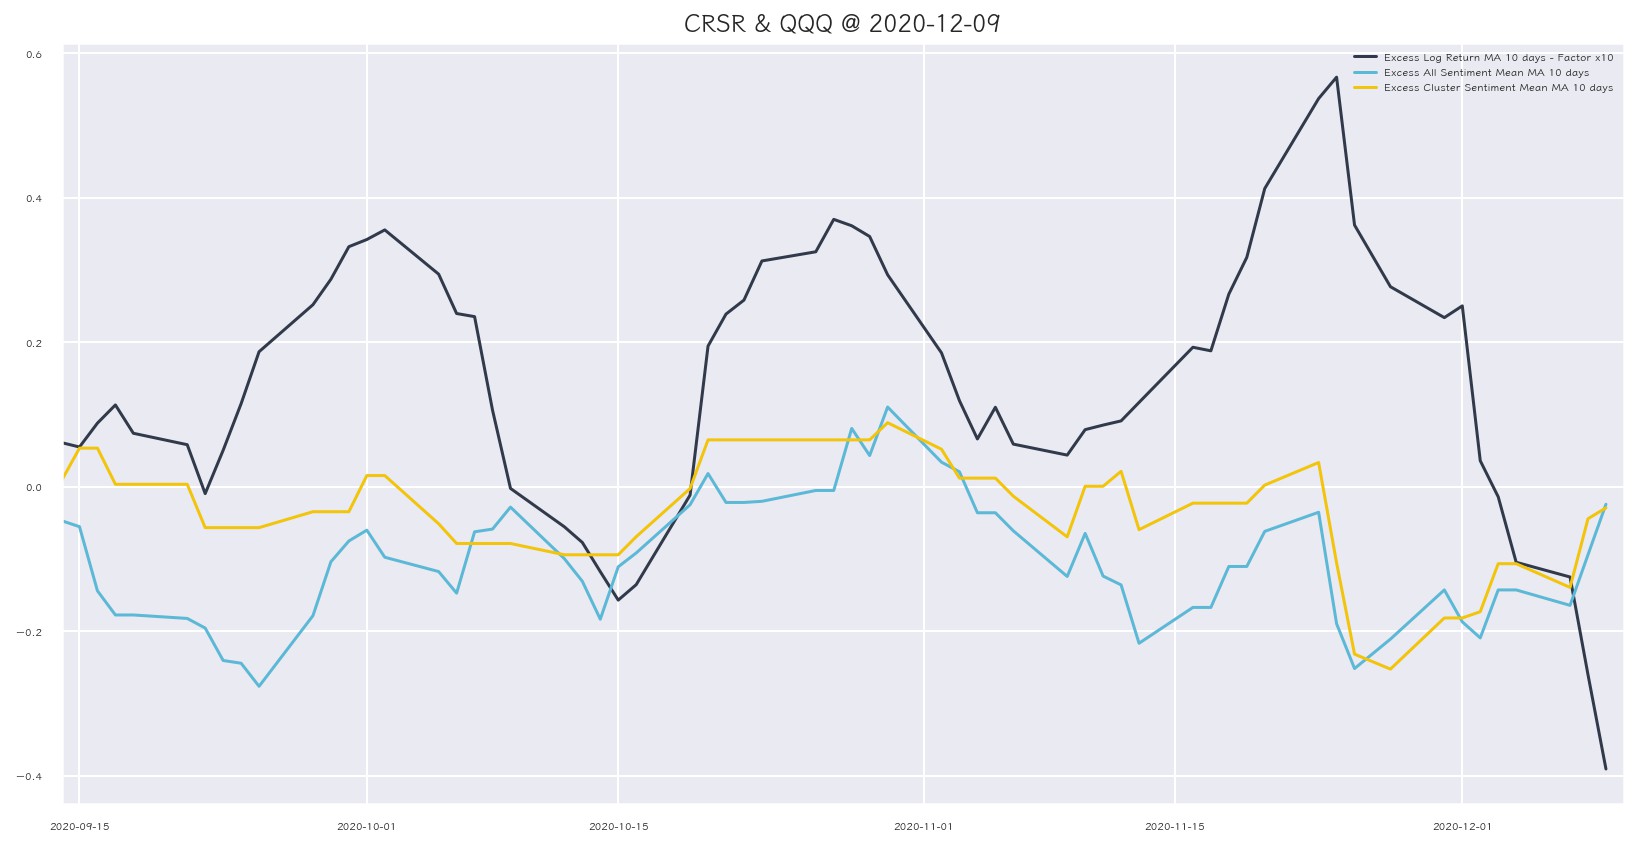 CRSR & QQQ @ 2020-12-09
Excess Log Return MA 10 days - Factor x10
Excess All Sentiment Mean MA 10 days
Excess Cluster Sentiment Mean MA 10 days
0.6
0.4
0.2
0.0
−0.2
−0.4
2020-09-15 2020-10-01 2020-10-15 2020-11-01 2020-11-15 2020-12-01